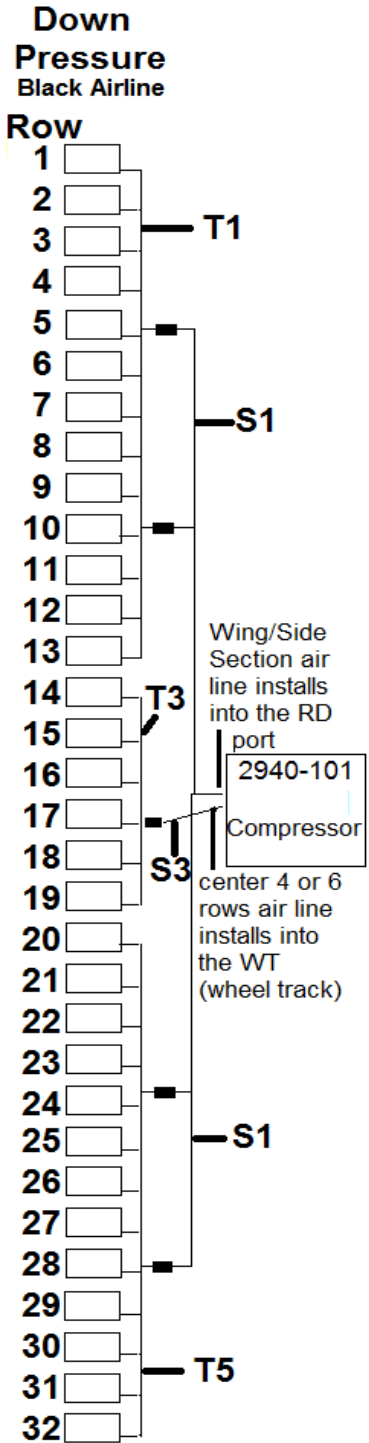 Down
Pressure
Black Airline
Row
1
2
T1
3
4
5
6
7
S1
8
9
10
11
12
13
Wing/Side
Section air
line installs
into the RD
port
14
T3
15
16
2940-101
Compressor
17
18
S3
19
center 4 or 6
rows air line
installs into
the WT
(wheel track)
20
21
22
23
24
25
S1
26
27
28
29
30
T5
31
32